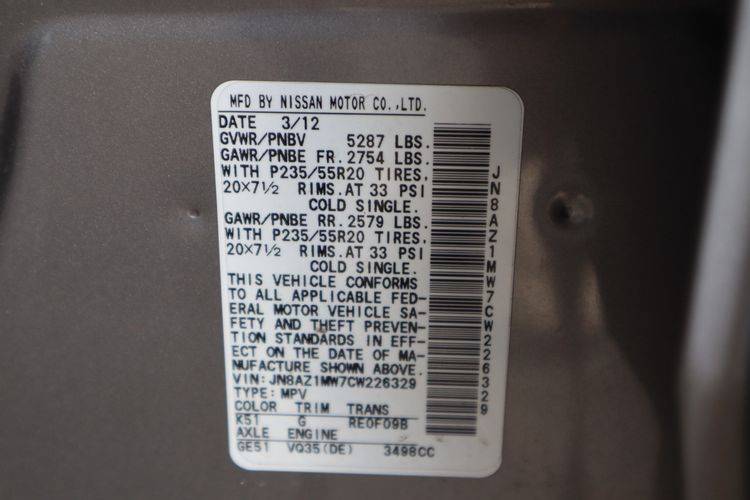 MFD BY NISSAN MOTOR CO.,LTD.
DATE 3/12
GVWR/PNBV 5287 LBS.
GAWR/PNBE FR. 2754 LBS.
WITH P235/55R20 TIRES,
20×7½ RIMS.AT 33 PSI
COLD SINGLE.
GAWR/PNBE RR. 2579 LBS.
WITH P235/55R20 TIRES,
20×7½ RIMS.AT 33 PSI
COLD SINGLE.
THIS VEHICLE CONFORMS
TO ALL APPLICABLE FED-
ERAL MOTOR VEHICLE SA-
FETY AND THEFT PREVEN-
TION STANDARDS IN EFF-
ECT ON THE DATE OF MA-
NUFACTURE SHOWN ABOVE.
VIN: JN8AZ1MW7CW226329
TYPE: MPV
COLOR TRIM TRANS
K51 G RE0F09B
AXLE ENGINE
GE51 VQ35(DE) 3498CC
JN8AZ1MW7CW226329